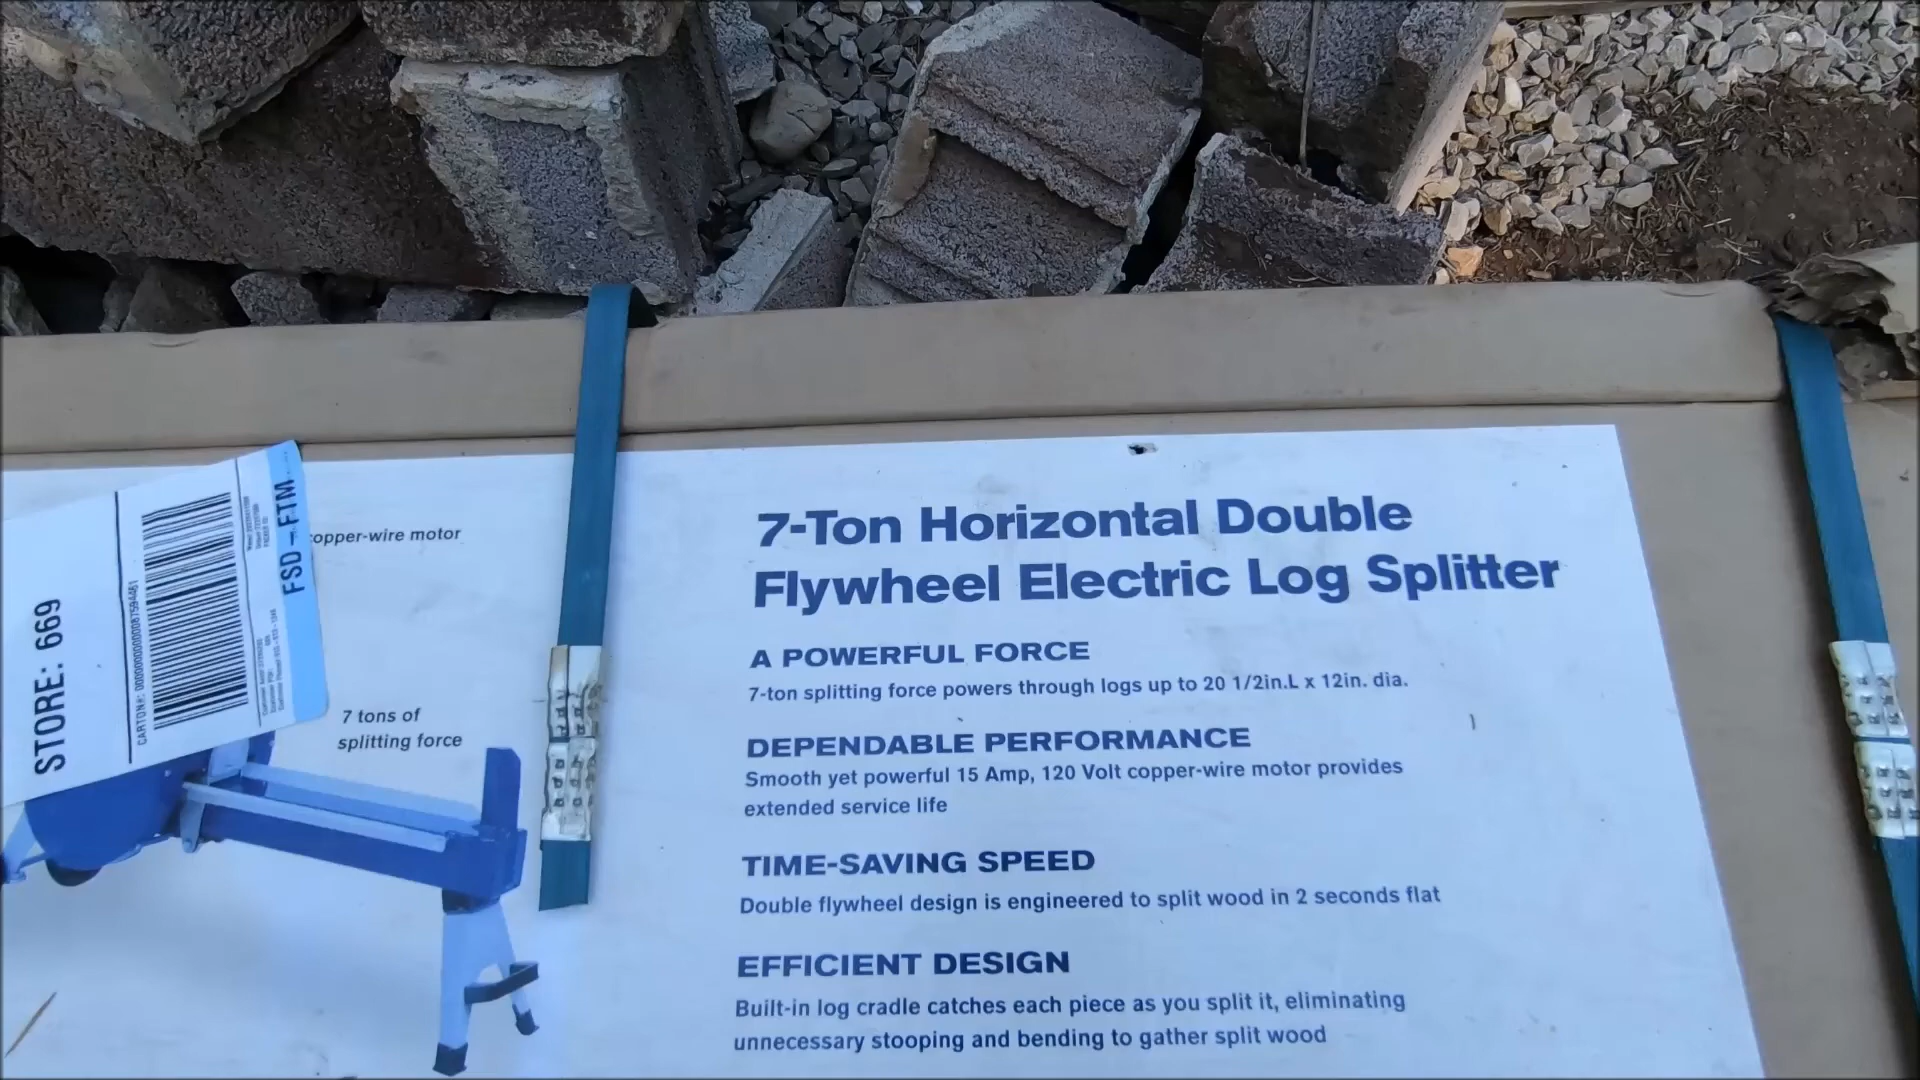 STORE: 669
CARTON#: 
FSD - FTM
opper-wire motor
7 tons of
splitting force
7-Ton Horizontal Double
Flywheel Electric Log Splitter
A POWERFUL FORCE
7-ton splitting force powers through logs up to 20 1/2in.L x 12in. dia.
DEPENDABLE PERFORMANCE
Smooth yet powerful 15 Amp, 120 Volt copper-wire motor provides
extended service life
TIME-SAVING SPEED
Double flywheel design is engineered to split wood in 2 seconds flat
EFFICIENT DESIGN
Built-in log cradle catches each piece as you split it, eliminating
unnecessary stooping and bending to gather split wood